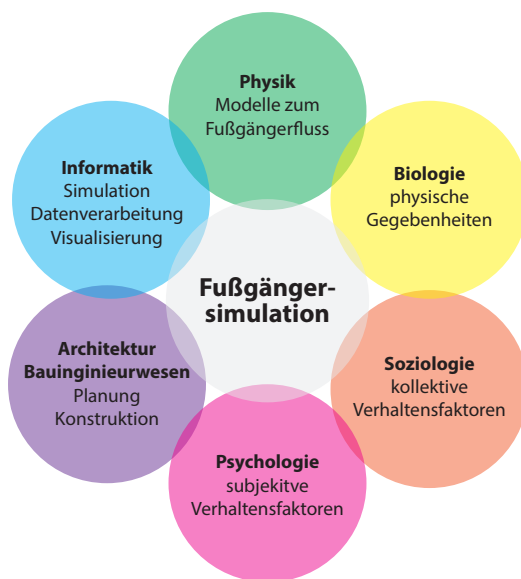 Physik
Modelle zum
Fußgängerfluss
Informatik
Simulation
Datenverarbeitung
Visualisierung
Biologie
physische
Gegebenheiten
Fußgänger-
simulation
Architektur
Bauinginieurwesen
Planung
Konstruktion
Soziologie
kollektive
Verhaltensfaktoren
Psychologie
subjekitve
Verhaltensfaktoren